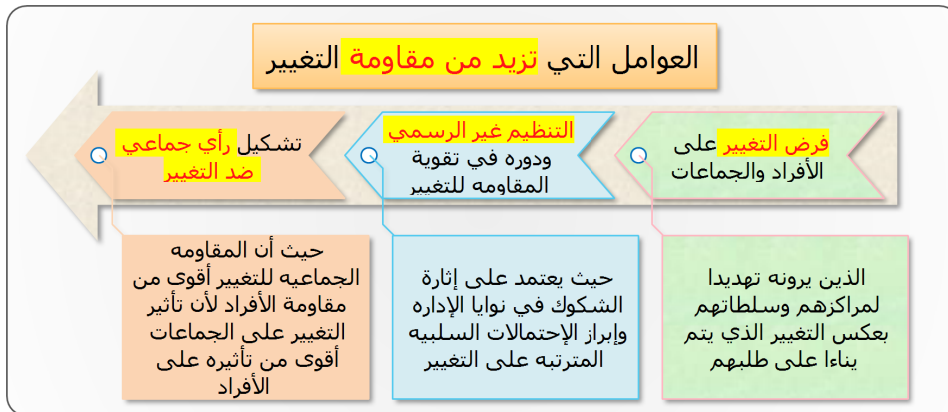 العوامل التي تزيد من مقاومة التغيير
فرض التغيير على
الأفراد والجماعات
الذين يرونه تهديدا
لمراكزهم وسلطاتهم
بعكس التغيير الذي يتم
يناءا على طلبهم
التنظيم غير الرسمي
ودوره في تقوية
المقاومه للتغيير
حيث يعتمد على إثارة
الشكوك في نوايا الإداره
وإبراز الإحتمالات السلبيه
المترتبه على التغيير
تشكيل رأي جماعي
ضد التغيير
حيث أن المقاومه
الجماعيه للتغيير أقوى من
مقاومة الأفراد لأن تأثير
التغيير على الجماعات
أقوى من تأثيره على
الأفراد